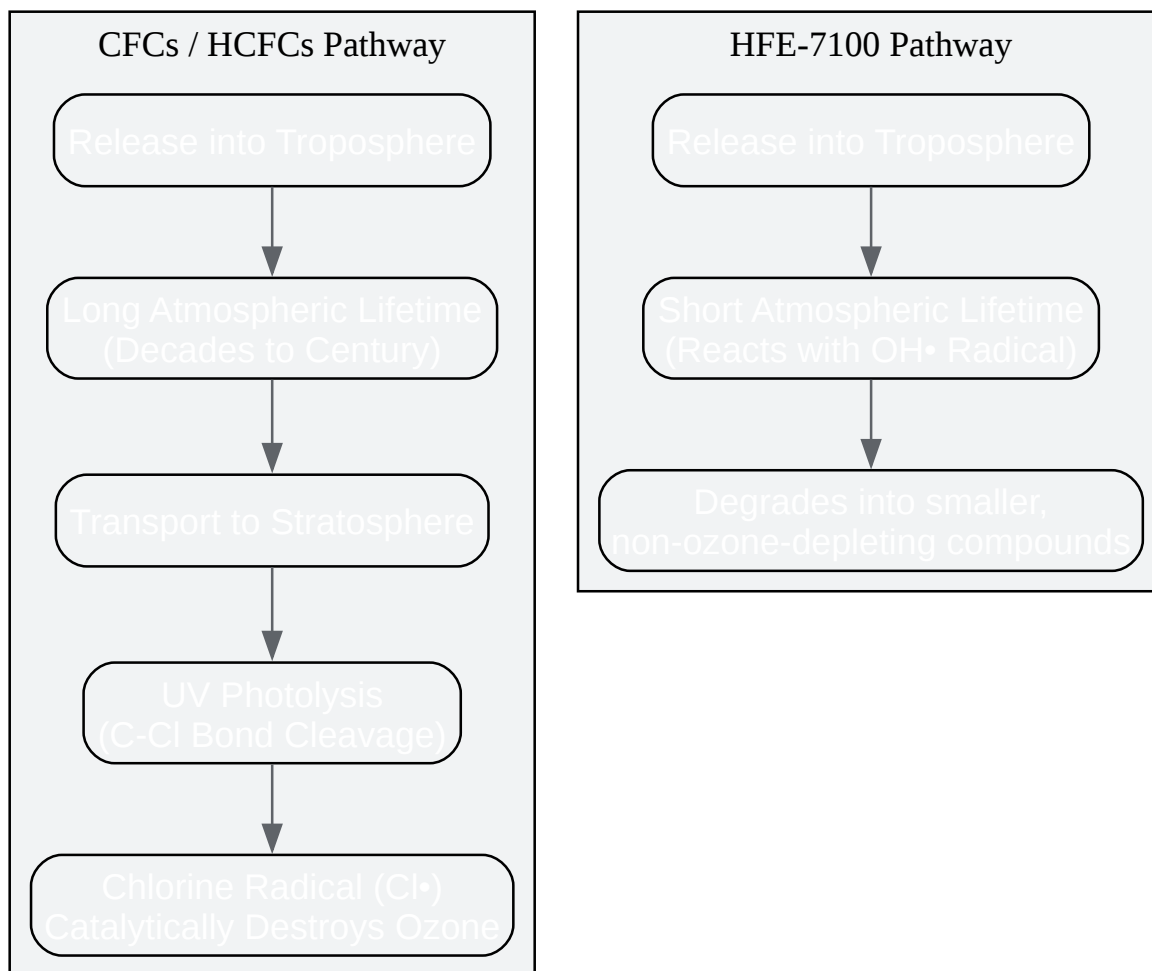 CFCs / HCFCs Pathway
Release into Troposphere
Long Atmospheric Lifetime
(Decades to Century)
Transport to Stratosphere
UV Photolysis
(C-Cl Bond Cleavage)
Chlorine Radical (Cl•)
Catalytically Destroys Ozone
HFE-7100 Pathway
Release into Troposphere
Short Atmospheric Lifetime
(Reacts with OH• Radical)
Degrades into smaller,
non-ozone-depleting compounds